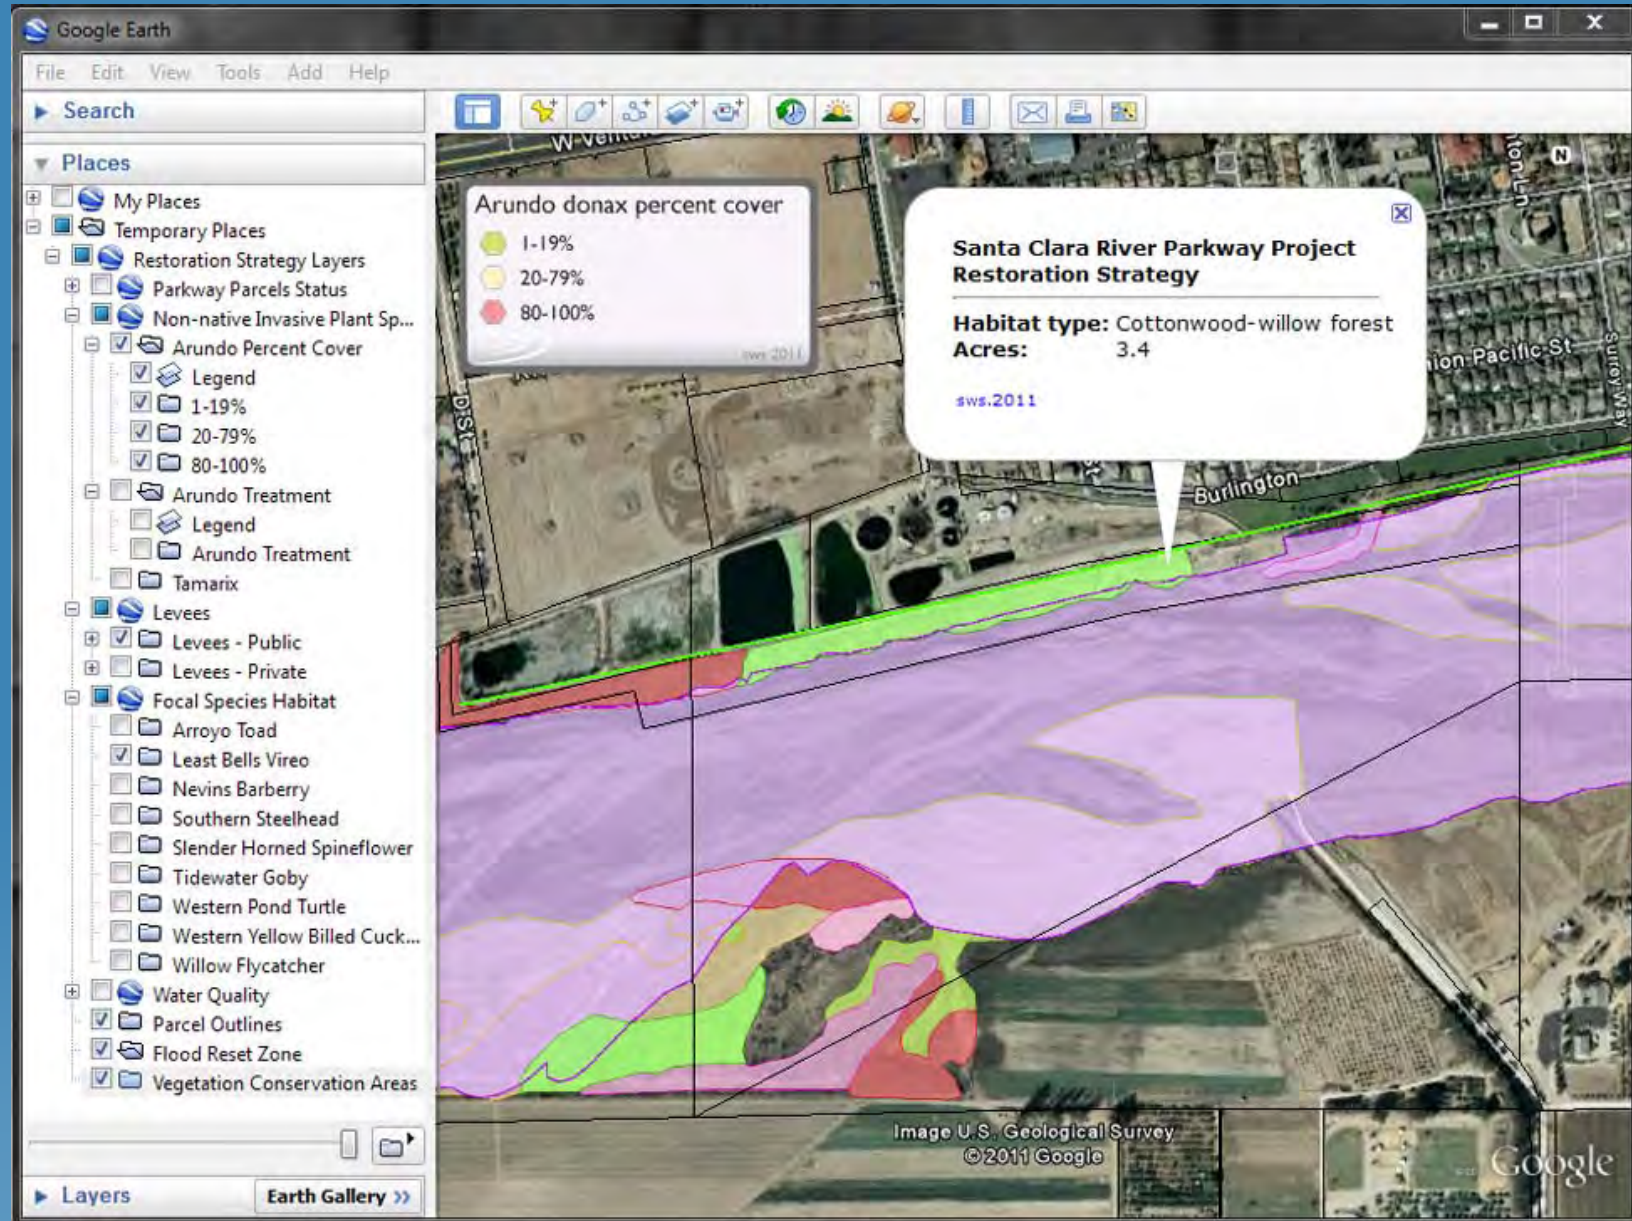 Google Earth
File Edit View Tools Add Help
Search
Places
My Places
Temporary Places
Restoration Strategy Layers
Parkway Parcels Status
Non-native Invasive Plant Sp...
Arundo Percent Cover
Legend
1-19%
20-79%
80-100%
Arundo Treatment
Legend
Arundo Treatment
Tamarix
Levees
Levees - Public
Levees - Private
Focal Species Habitat
Arroyo Toad
Least Bells Vireo
Nevins Barberry
Southern Steelhead
Slender Horned Spineflower
Tidewater Goby
Western Pond Turtle
Western Yellow Billed Cuck...
Willow Flycatcher
Water Quality
Parcel Outlines
Flood Reset Zone
Vegetation Conservation Areas
Layers
Earth Gallery >>
Arundo donax percent cover
1-19%
20-79%
80-100%
sws 2011
Santa Clara River Parkway Project
Restoration Strategy
Habitat type: Cottonwood-willow forest
Acres: 3.4
sws.2011
N
D St
Surrey Way
Burlington
Image U.S. Geological Survey
© 2011 Google
Google